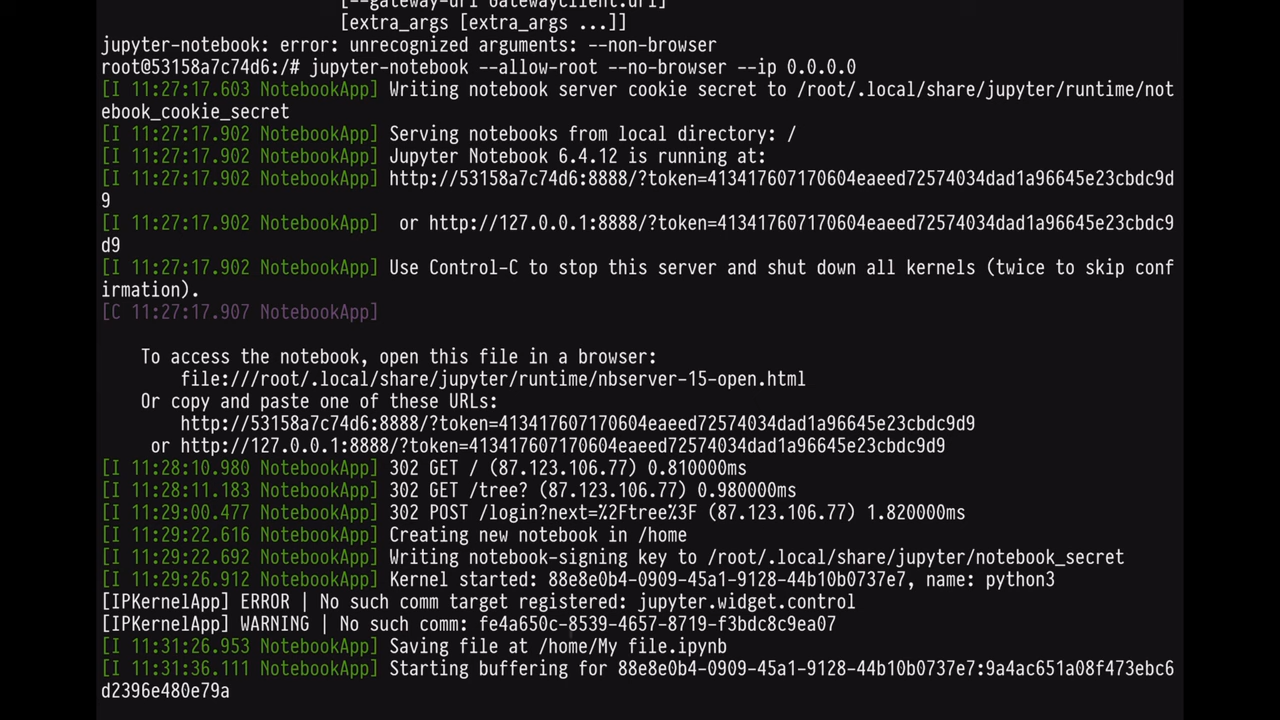 [--gateway-url GatewayClient.url]
[extra_args [extra_args ...]]
jupyter-notebook: error: unrecognized arguments: --non-browser
root@53158a7c74d6:/# jupyter-notebook --allow-root --no-browser --ip 0.0.0.0
[I 11:27:17.603 NotebookApp] Writing notebook server cookie secret to /root/.local/share/jupyter/runtime/not
ebook_cookie_secret
[I 11:27:17.902 NotebookApp] Serving notebooks from local directory: /
[I 11:27:17.902 NotebookApp] Jupyter Notebook 6.4.12 is running at:
[I 11:27:17.902 NotebookApp] http://53158a7c74d6:8888/?token=413417607170604eaeed72574034dad1a96645e23cbdc9d
9
[I 11:27:17.902 NotebookApp]  or http://127.0.0.1:8888/?token=413417607170604eaeed72574034dad1a96645e23cbdc9
d9
[I 11:27:17.902 NotebookApp] Use Control-C to stop this server and shut down all kernels (twice to skip conf
irmation).
[C 11:27:17.907 NotebookApp]
To access the notebook, open this file in a browser:
file:///root/.local/share/jupyter/runtime/nbserver-15-open.html
Or copy and paste one of these URLs:
http://53158a7c74d6:8888/?token=413417607170604eaeed72574034dad1a96645e23cbdc9d9
or http://127.0.0.1:8888/?token=413417607170604eaeed72574034dad1a96645e23cbdc9d9
[I 11:28:10.980 NotebookApp] 302 GET / (87.123.106.77) 0.810000ms
[I 11:28:11.183 NotebookApp] 302 GET /tree? (87.123.106.77) 0.980000ms
[I 11:29:00.477 NotebookApp] 302 POST /login?next=%2Ftree%3F (87.123.106.77) 1.820000ms
[I 11:29:22.616 NotebookApp] Creating new notebook in /home
[I 11:29:22.692 NotebookApp] Writing notebook-signing key to /root/.local/share/jupyter/notebook_secret
[I 11:29:26.912 NotebookApp] Kernel started: 88e8e0b4-0909-45a1-9128-44b10b0737e7, name: python3
[IPKernelApp] ERROR | No such comm target registered: jupyter.widget.control
[IPKernelApp] WARNING | No such comm: fe4a650c-8539-4657-8719-f3bdc8c9ea07
[I 11:31:26.953 NotebookApp] Saving file at /home/My file.ipynb
[I 11:31:36.111 NotebookApp] Starting buffering for 88e8e0b4-0909-45a1-9128-44b10b0737e7:9a4ac651a08f473ebc6
d2396e480e79a